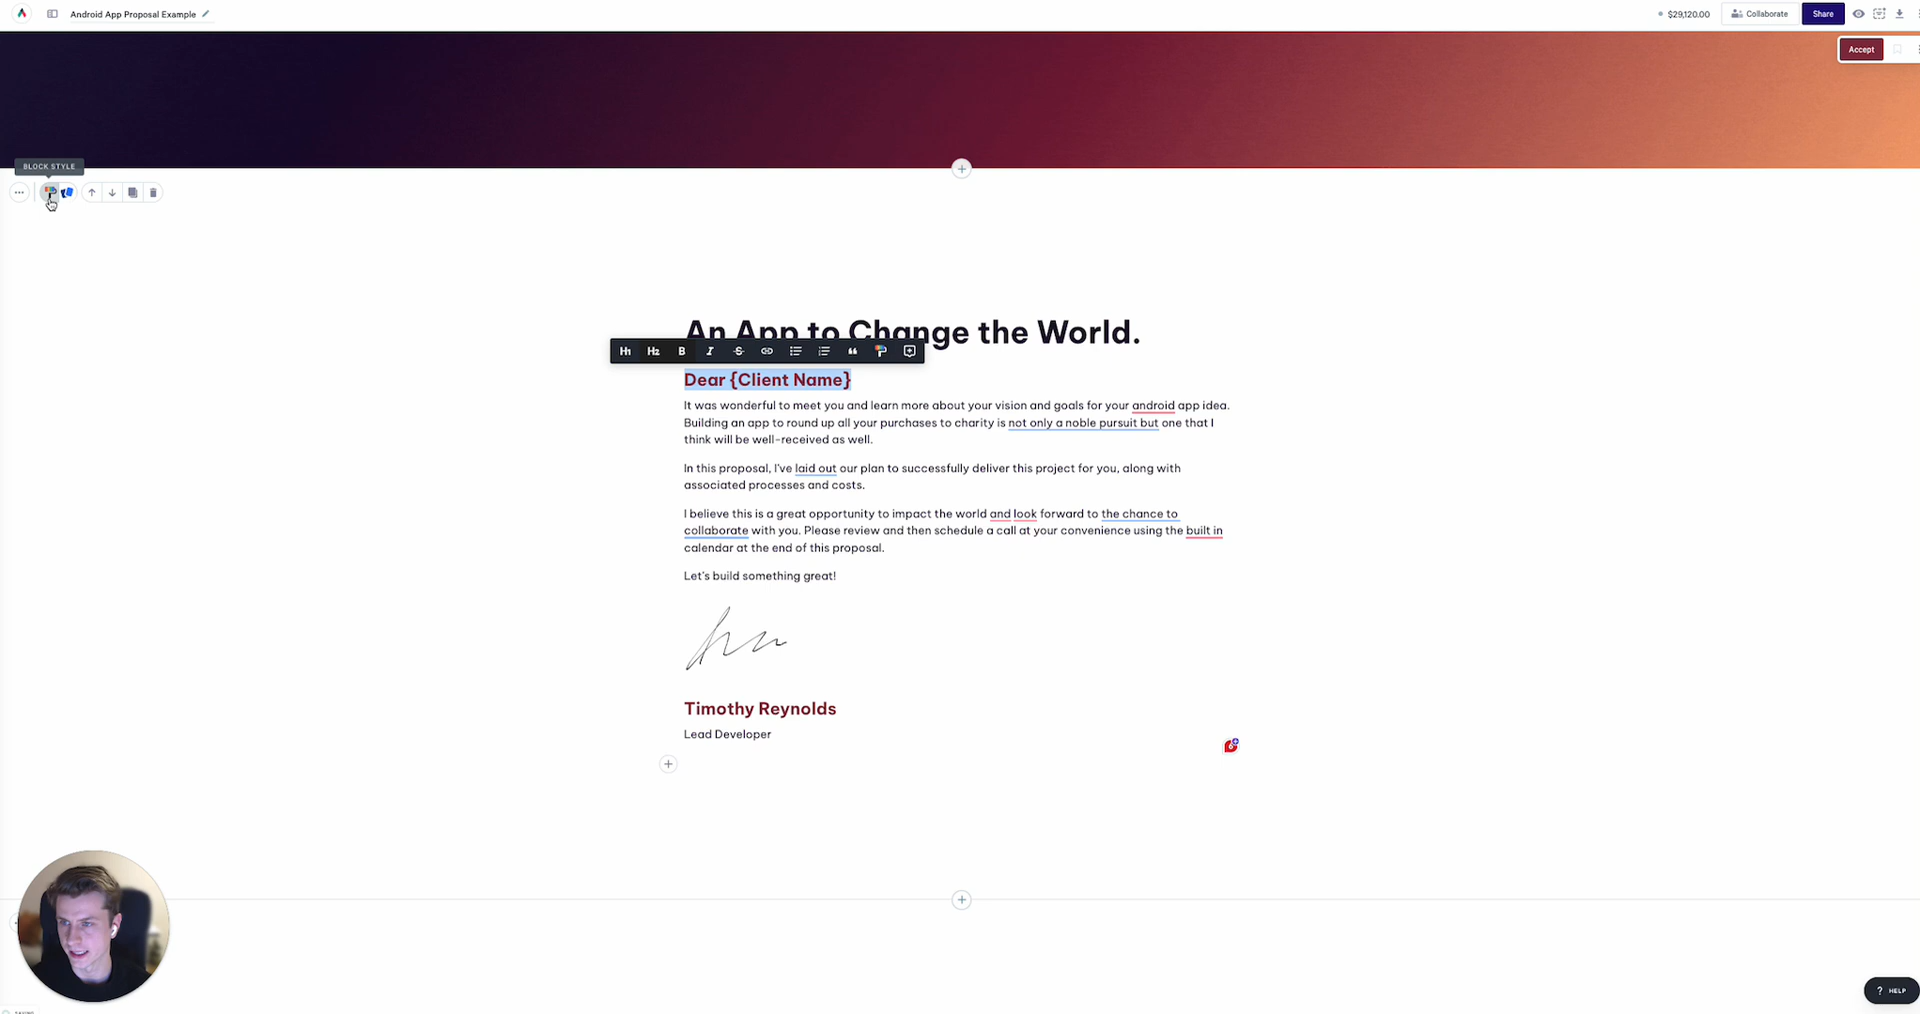 Android App Proposal Example
$29,120.00
Collaborate
Share
Accept
BLOCK STYLE
An App to Change the World.
H1 H2 B I S
Dear {Client Name}
It was wonderful to meet you and learn more about your vision and goals for your android app idea.
Building an app to round up all your purchases to charity is not only a noble pursuit but one that I
think will be well-received as well.
In this proposal, I've laid out our plan to successfully deliver this project for you, along with
associated processes and costs.
I believe this is a great opportunity to impact the world and look forward to the chance to
collaborate with you. Please review and then schedule a call at your convenience using the built in
calendar at the end of this proposal.
Let's build something great!
Timothy Reynolds
Lead Developer
? HELP